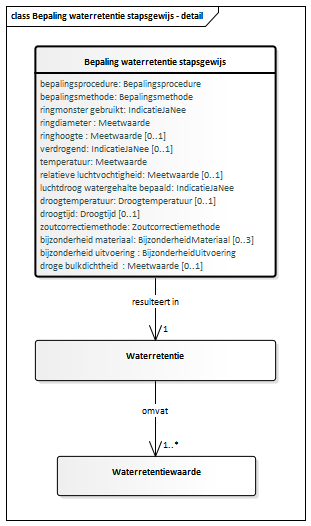 class Bepaling waterretentie stapsgewijs - detail
Bepaling waterretentie stapsgewijs
bepalingsprocedure: Bepalingsprocedure
bepalingsmethode: Bepalingsmethode
ringmonster gebruikt: IndicatieJaNee
ringdiameter : Meetwaarde
ringhoogte : Meetwaarde [0..1]
verdrogend: IndicatieJaNee [0..1]
temperatuur: Meetwaarde
relatieve luchtvochtigheid: Meetwaarde [0..1]
luchtdroog watergehalte bepaald: IndicatieJaNee
droogtemperatuur: Droogtemperatuur [0..1]
droogtijd: Droogtijd [0..1]
zoutcorrectiemethode: Zoutcorrectiemethode
bijzonderheid materiaal: BijzonderheidMateriaal [0..3]
bijzonderheid uitvoering : BijzonderheidUitvoering
droge bulkdichtheid : Meetwaarde [0..1]
resulteert in
1
Waterretentie
omvat
1..*
Waterretentiewaarde